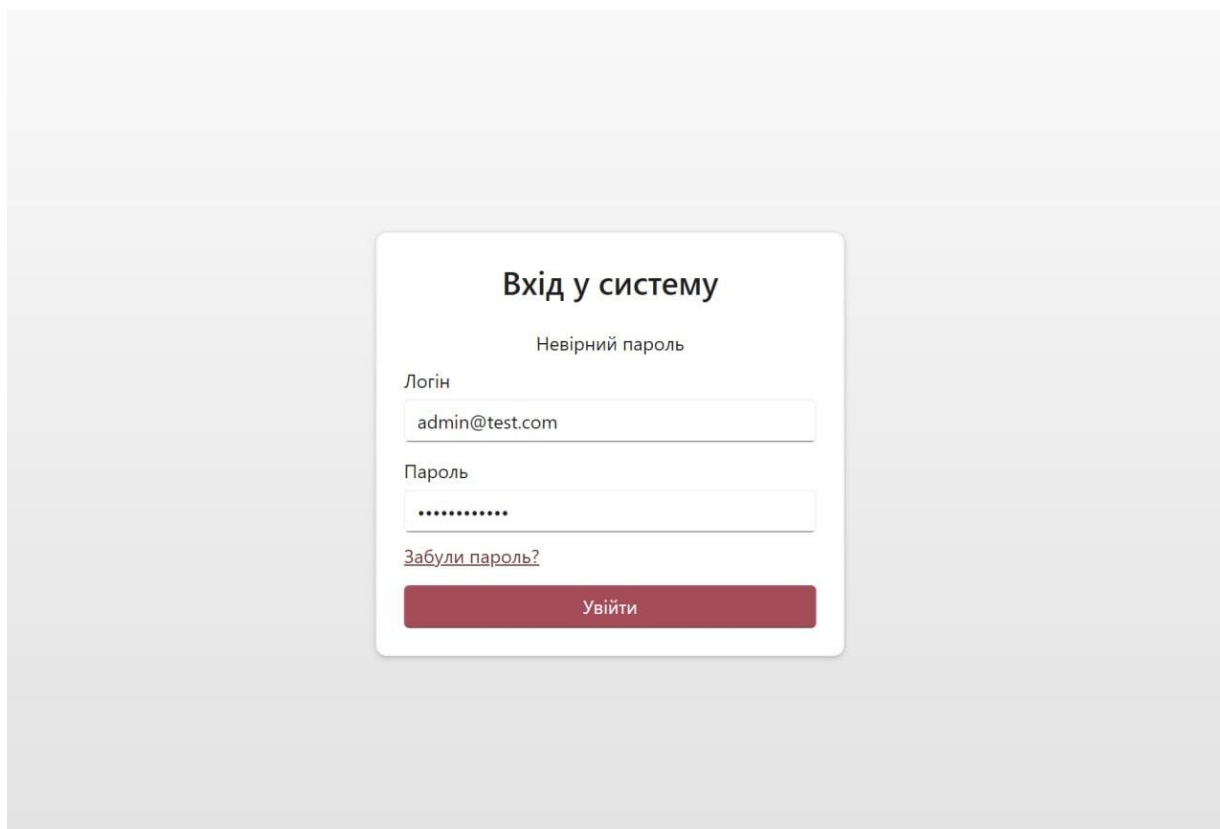 Вхід у систему
Невірний пароль
Логін
admin@test.com
Пароль
••••••••••••
Забули пароль?
Увійти